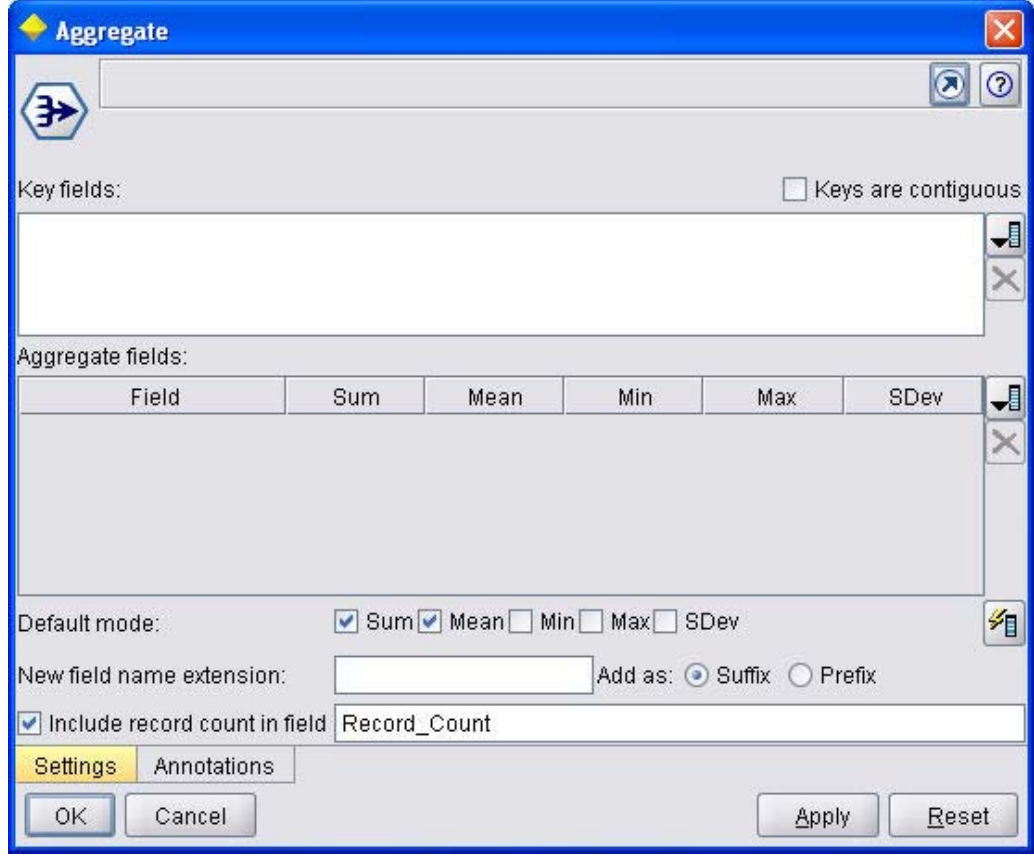 Aggregate
?
Key fields: Keys are contiguous
Aggregate fields:
Field Sum Mean Min Max SDev
Default mode: Sum Mean Min Max SDev
New field name extension: Add as: Suffix Prefix
Include record count in field Record_Count
Settings Annotations
OK Cancel Apply Reset